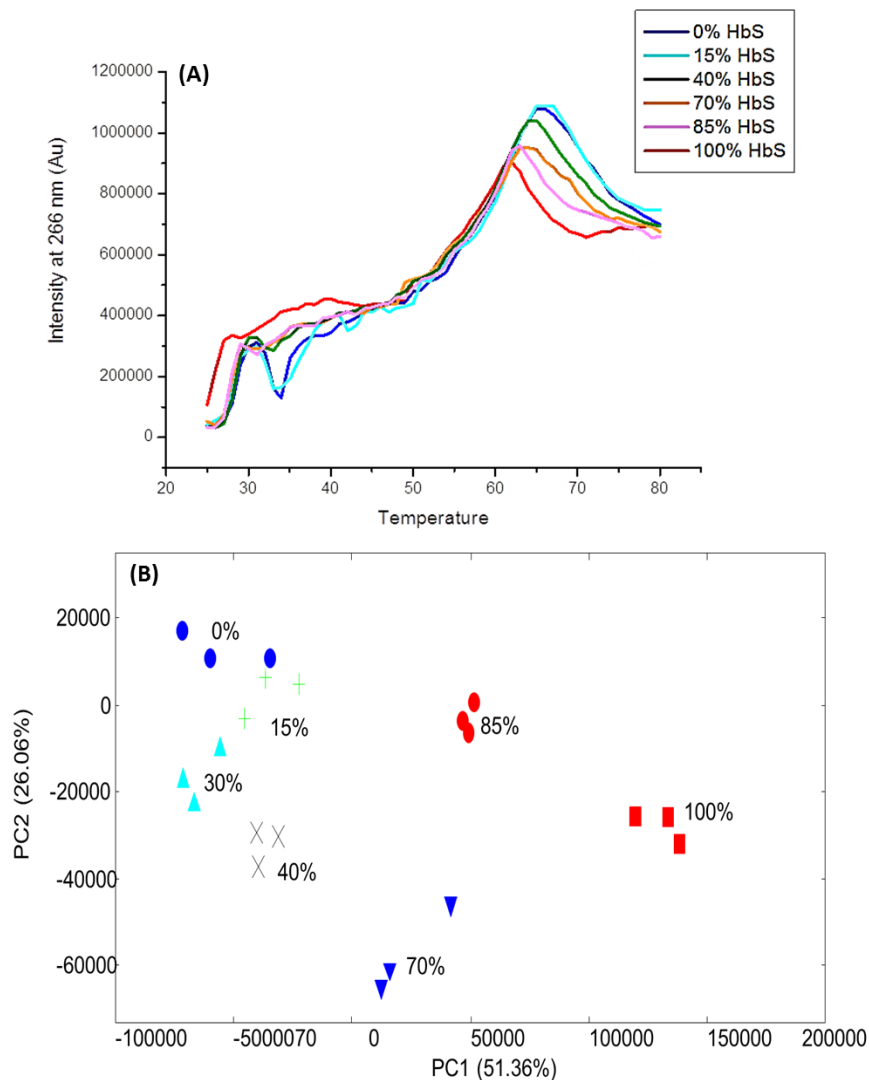 0% HbS
15% HbS
40% HbS
70% HbS
85% HbS
100% HbS
(A)
1200000
1000000
800000
600000
400000
200000
0
Intensity at 266 nm (Au)
20 30 40 50 60 70 80
Temperature
(B)
20000
0
-20000
-40000
-60000
PC2 (26.06%)
0%
15%
30%
40%
70%
85%
100%
-100000 -5000070 0 50000 100000 150000 200000
PC1 (51.36%)